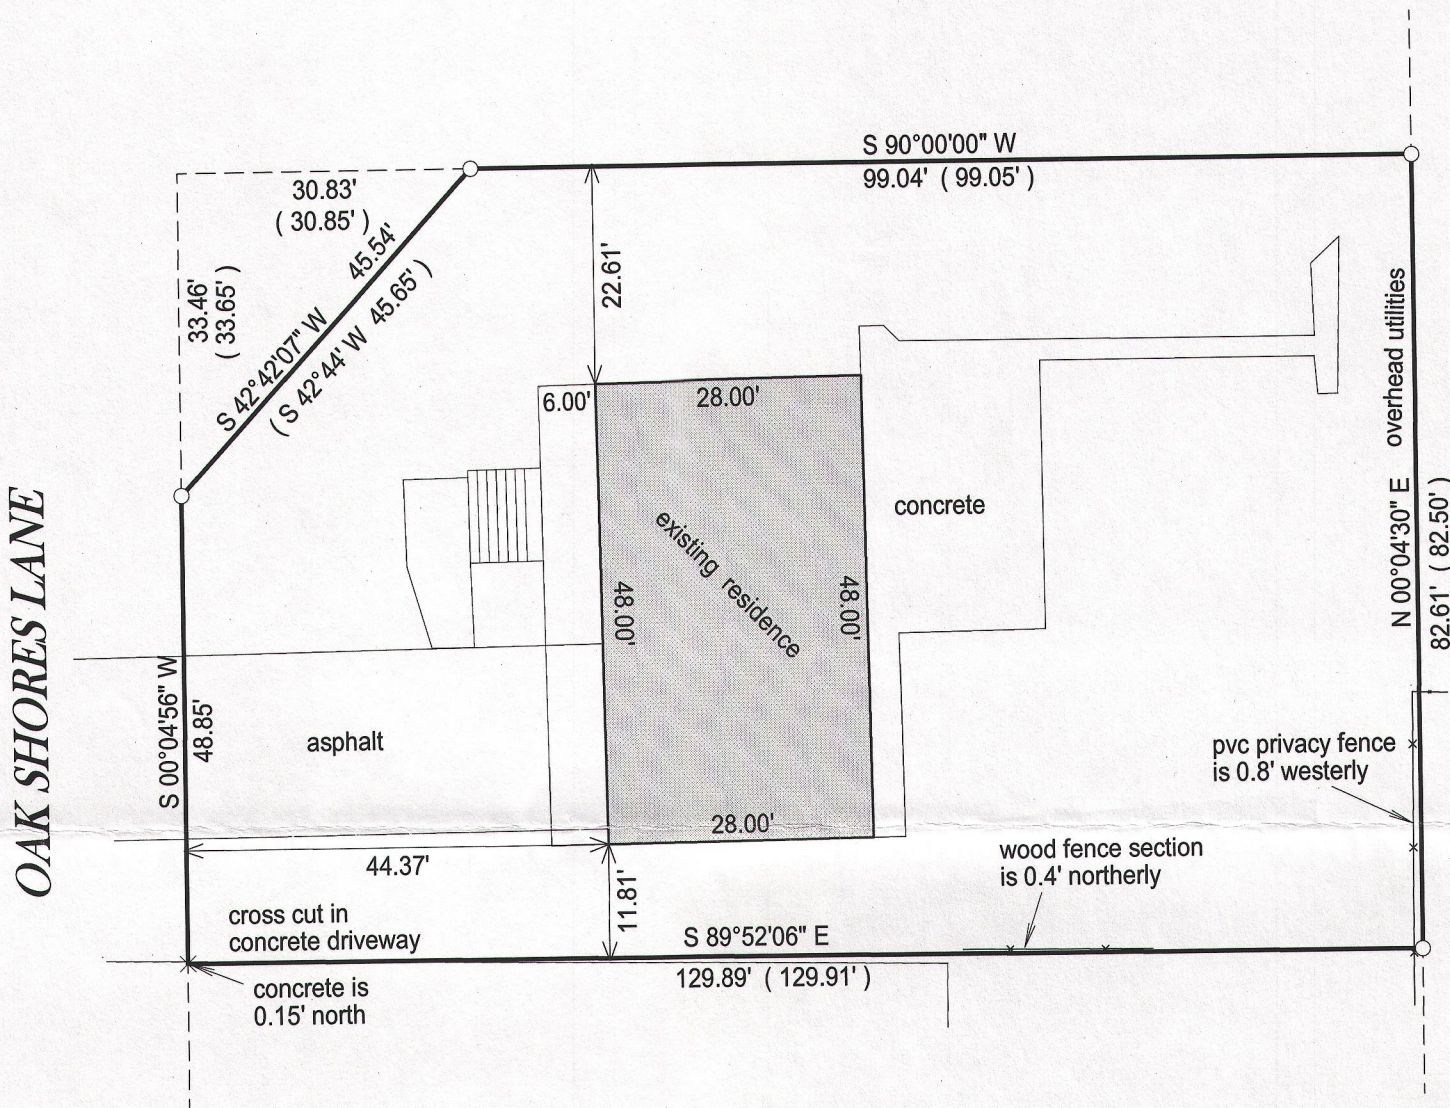 S 90°00'00" W
99.04' ( 99.05' )
30.83'
( 30.85' )
33.46'
( 33.65' )
45.54'
S 42°42'07" W
( S 42°44' W 45.65' )
22.61'
6.00'
28.00'
overhead utilities
N 00°04'30" E
82.61' ( 82.50' )
concrete
existing residence
48.00'
48.00'
OAK SHORES LANE
S 00°04'56" W
48.85'
asphalt
pvc privacy fence
is 0.8' westerly
28.00'
44.37'
wood fence section
is 0.4' northerly
11.81'
cross cut in
concrete driveway
S 89°52'06" E
129.89' ( 129.91' )
concrete is
0.15' north